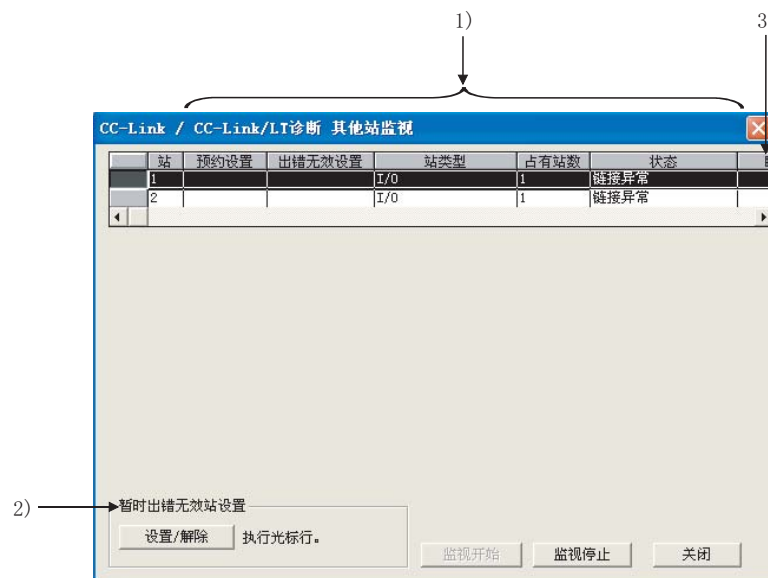 1)
3
CC-Link / CC-Link/LT诊断 其他站监视
站 预约设置 出错无效设置 站类型 占有站数 状态
1 I/O 1 链接异常
2 I/O 1 链接异常
2)
暂时出错无效站设置
设置/解除 执行光标行。
监视开始 监视停止 关闭